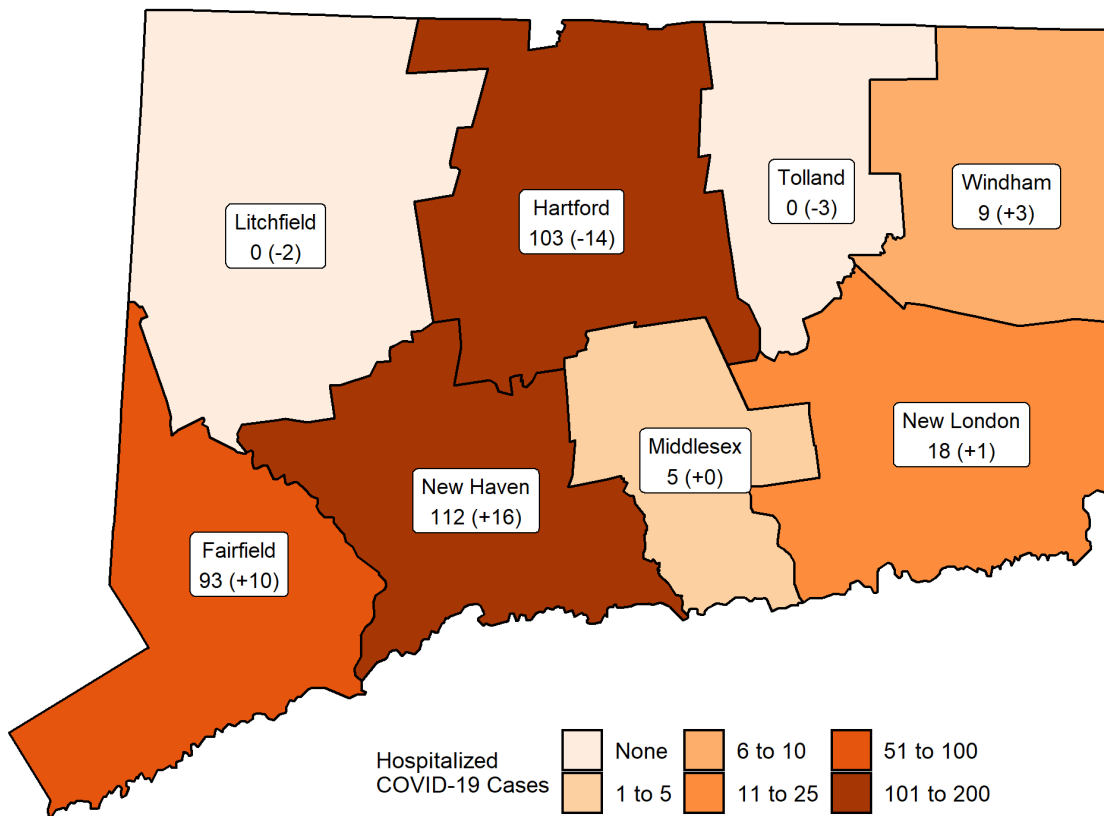 Litchfield
0 (-2)
Hartford
103 (-14)
Tolland
0 (-3)
Windham
9 (+3)
Fairfield
93 (+10)
New Haven
112 (+16)
Middlesex
5 (+0)
New London
18 (+1)
Hospitalized
COVID-19 Cases
None
1 to 5
6 to 10
11 to 25
51 to 100
101 to 200